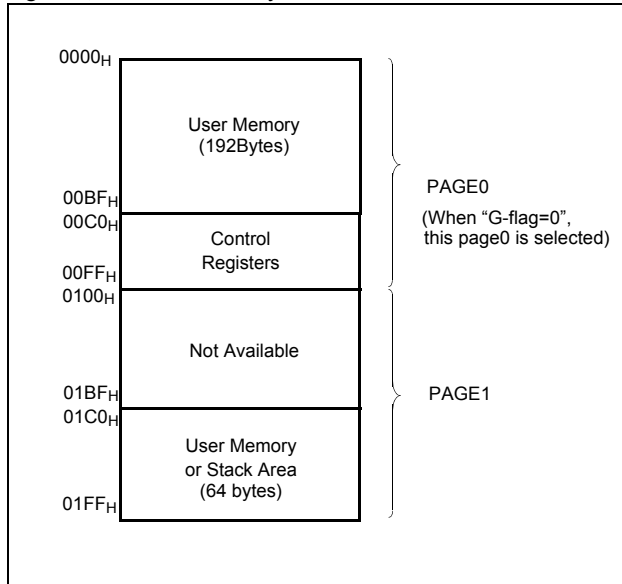 0000H
User Memory
(192Bytes)
PAGE0
00BFH
00C0H
(When “G-flag=0”,
this page0 is selected)
Control
Registers
00FFH
0100H
Not Available
PAGE1
01BFH
01C0H
User Memory
or Stack Area
(64 bytes)
01FFH